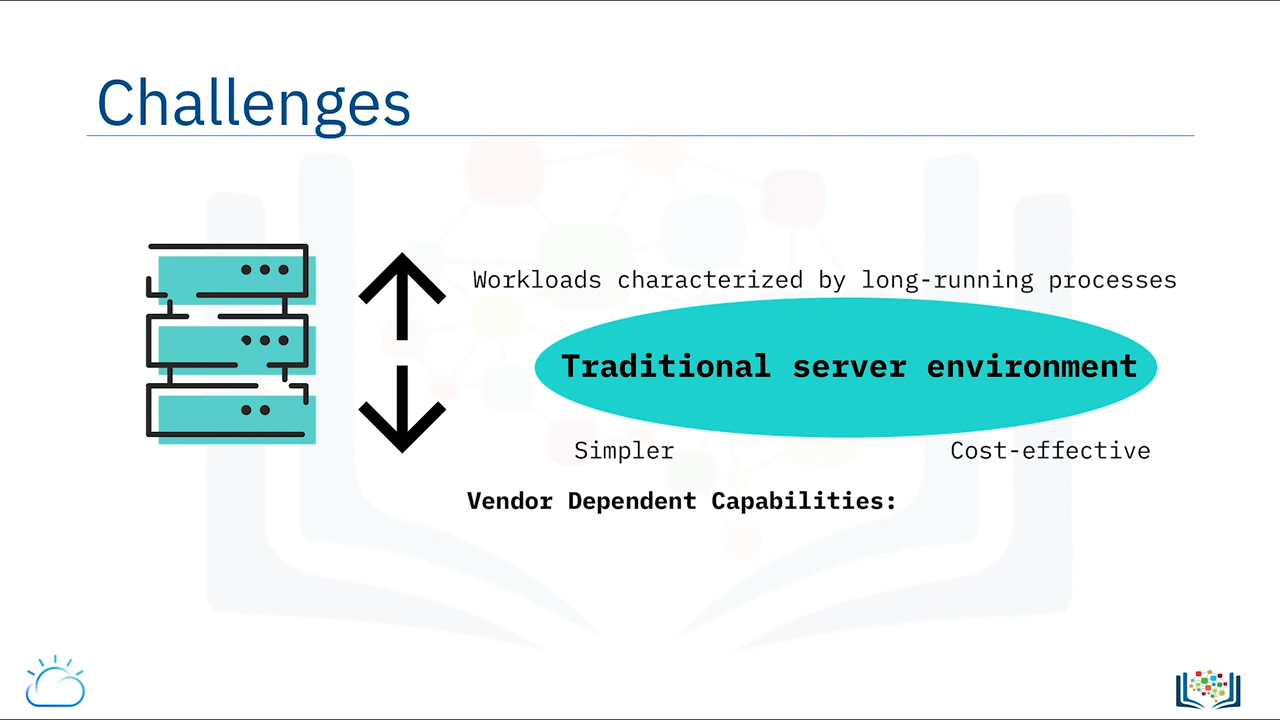 Challenges
Workloads characterized by long-running processes
Traditional server environment
Simpler
Cost-effective
Vendor Dependent Capabilities: